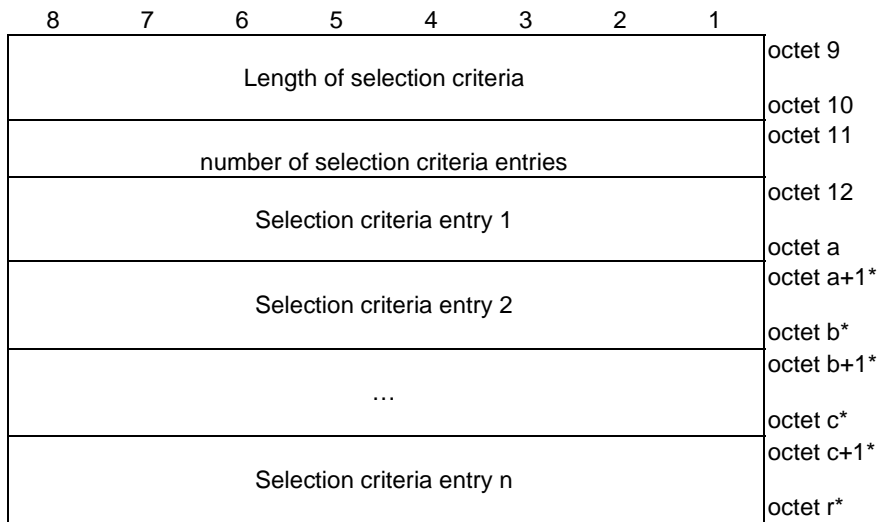 8 7 6 5 4 3 2 1
octet 9
Length of selection criteria
octet 10
octet 11
number of selection criteria entries
octet 12
Selection criteria entry 1
octet a
octet a+1*
Selection criteria entry 2
octet b*
octet b+1*
…
octet c*
octet c+1*
Selection criteria entry n
octet r*